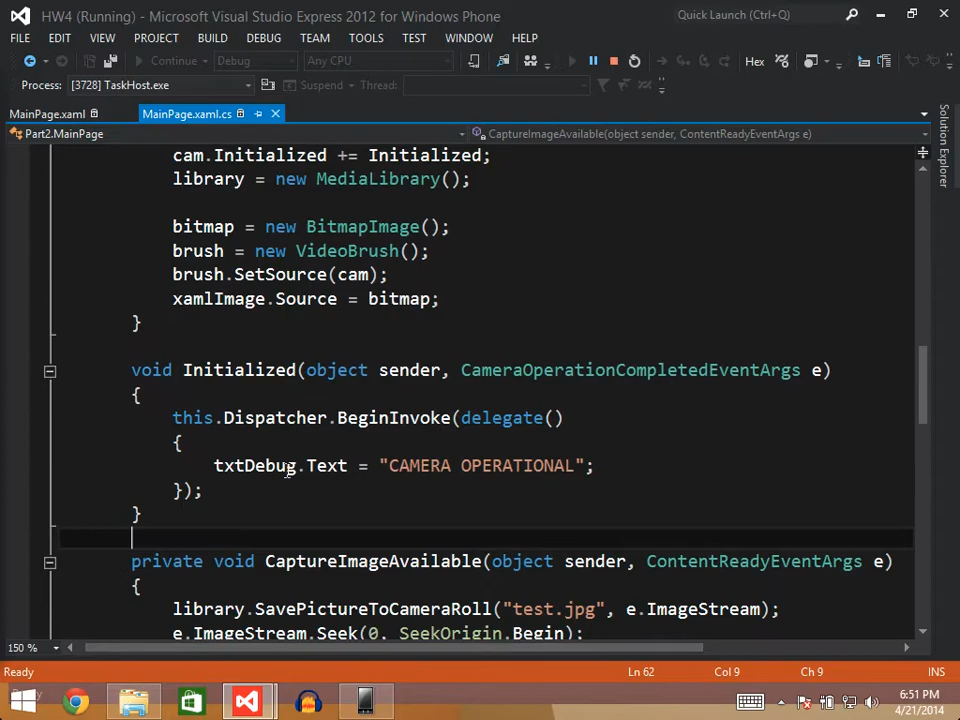 HW4 (Running) - Microsoft Visual Studio Express 2012 for Windows Phone
Quick Launch (Ctrl+Q)
FILE EDIT VIEW PROJECT BUILD DEBUG TEAM TOOLS TEST WINDOW HELP
Continue Debug Any CPU Hex
Process: [3728] TaskHost.exe Suspend Thread:
MainPage.xaml MainPage.xaml.cs
Part2.MainPage CaptureImageAvailable(object sender, ContentReadyEventArgs e)
Solution Explorer
cam.Initialized += Initialized;
library = new MediaLibrary();
bitmap = new BitmapImage();
brush = new VideoBrush();
brush.SetSource(cam);
xamlImage.Source = bitmap;
}
void Initialized(object sender, CameraOperationCompletedEventArgs e)
{
this.Dispatcher.BeginInvoke(delegate()
{
txtDebug.Text = "CAMERA OPERATIONAL";
});
}
private void CaptureImageAvailable(object sender, ContentReadyEventArgs e)
{
library.SavePictureToCameraRoll("test.jpg", e.ImageStream);
e.ImageStream.Seek(0, SeekOrigin.Begin);
150 %
Ready Ln 62 Col 9 Ch 9 INS
6:51 PM
4/21/2014